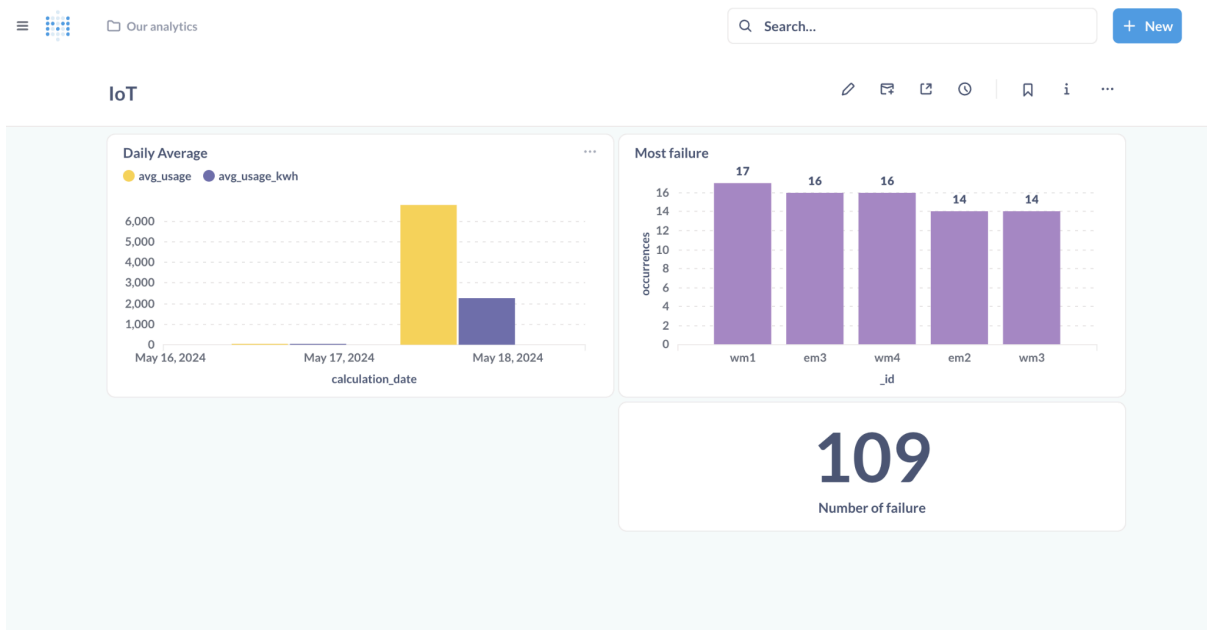 Our analytics
Search...
+ New
IoT
Daily Average
avg_usage avg_usage_kwh
6,000
5,000
4,000
3,000
2,000
1,000
0
May 16, 2024 May 17, 2024 May 18, 2024
calculation_date
Most failure
17 16 16 14 14
16
14
12
10
8
6
4
2
0
occurrences
wm1 em3 wm4 em2 wm3
_id
109
Number of failure